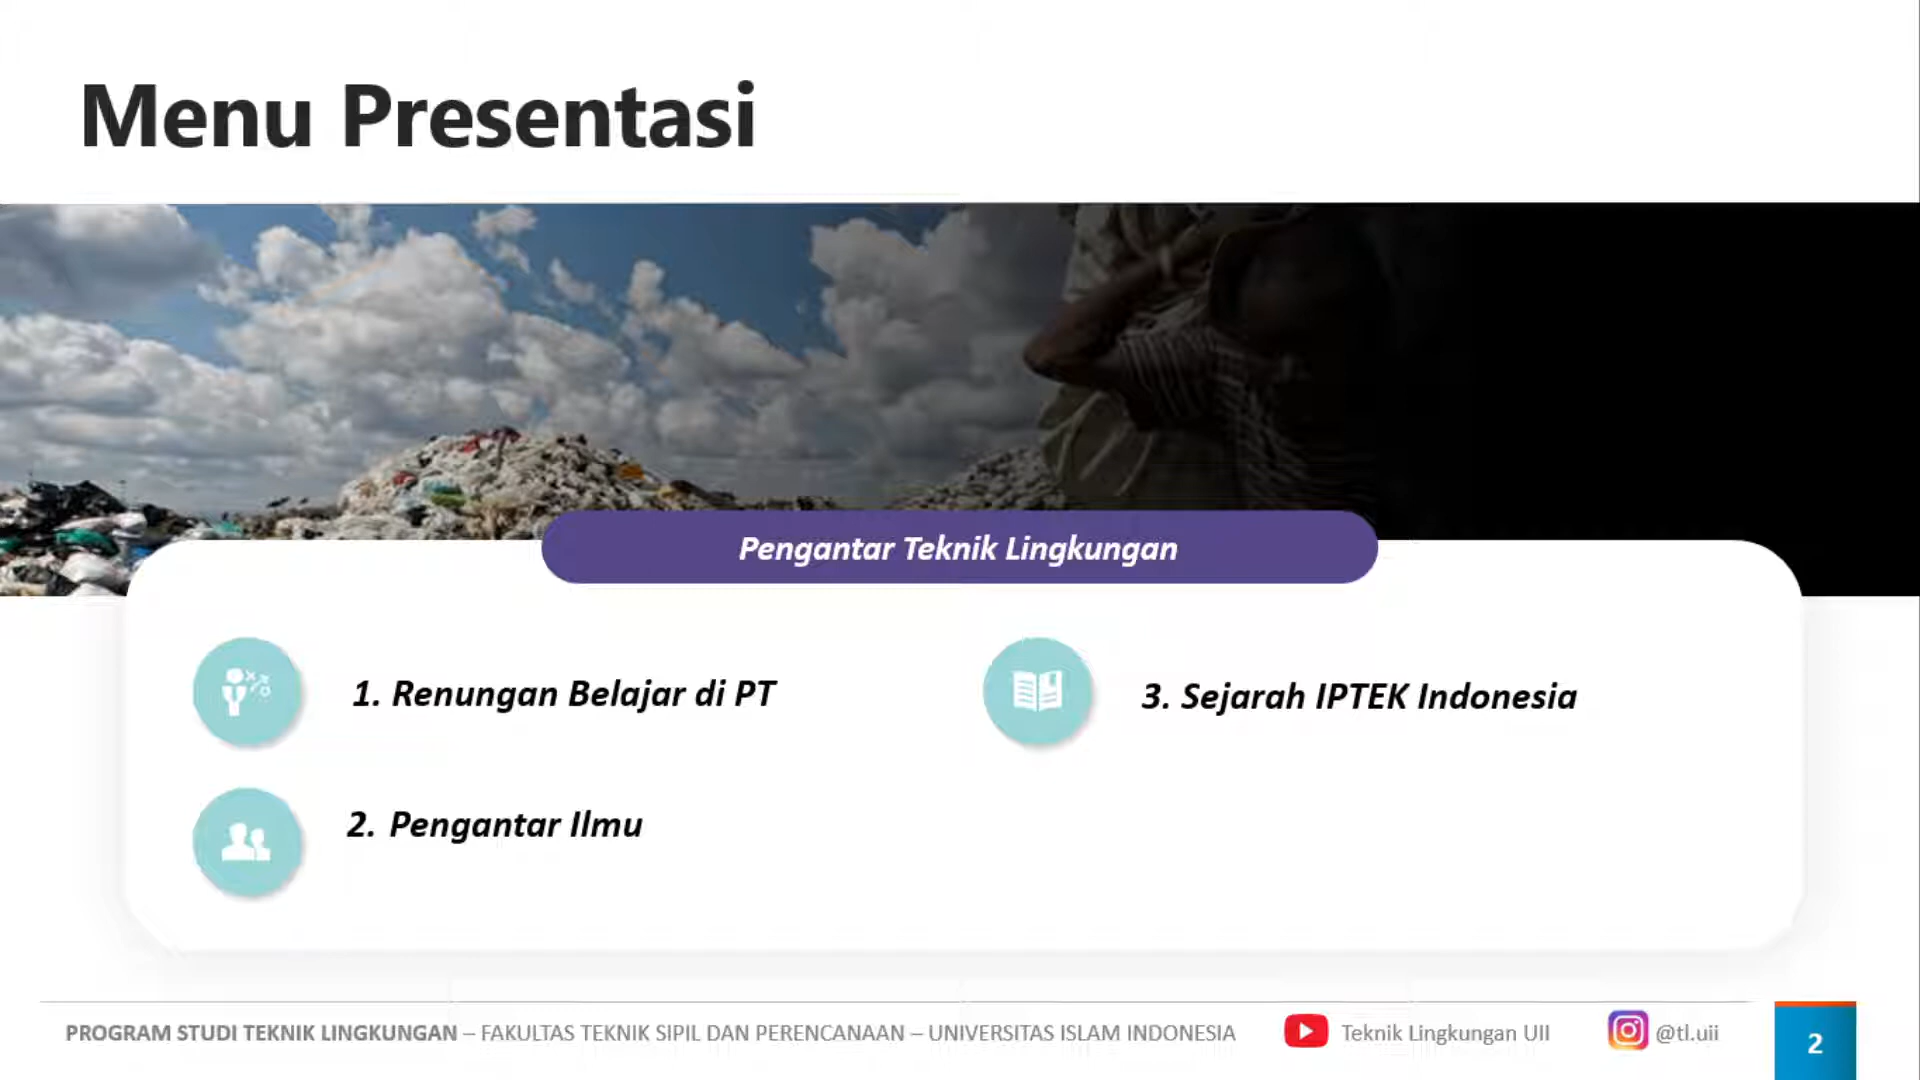 Menu Presentasi
Pengantar Teknik Lingkungan
1. Renungan Belajar di PT
2. Pengantar Ilmu
3. Sejarah IPTEK Indonesia
PROGRAM STUDI TEKNIK LINGKUNGAN – FAKULTAS TEKNIK SIPIL DAN PERENCANAAN – UNIVERSITAS ISLAM INDONESIA
Teknik Lingkungan UII
@tl.uii
2